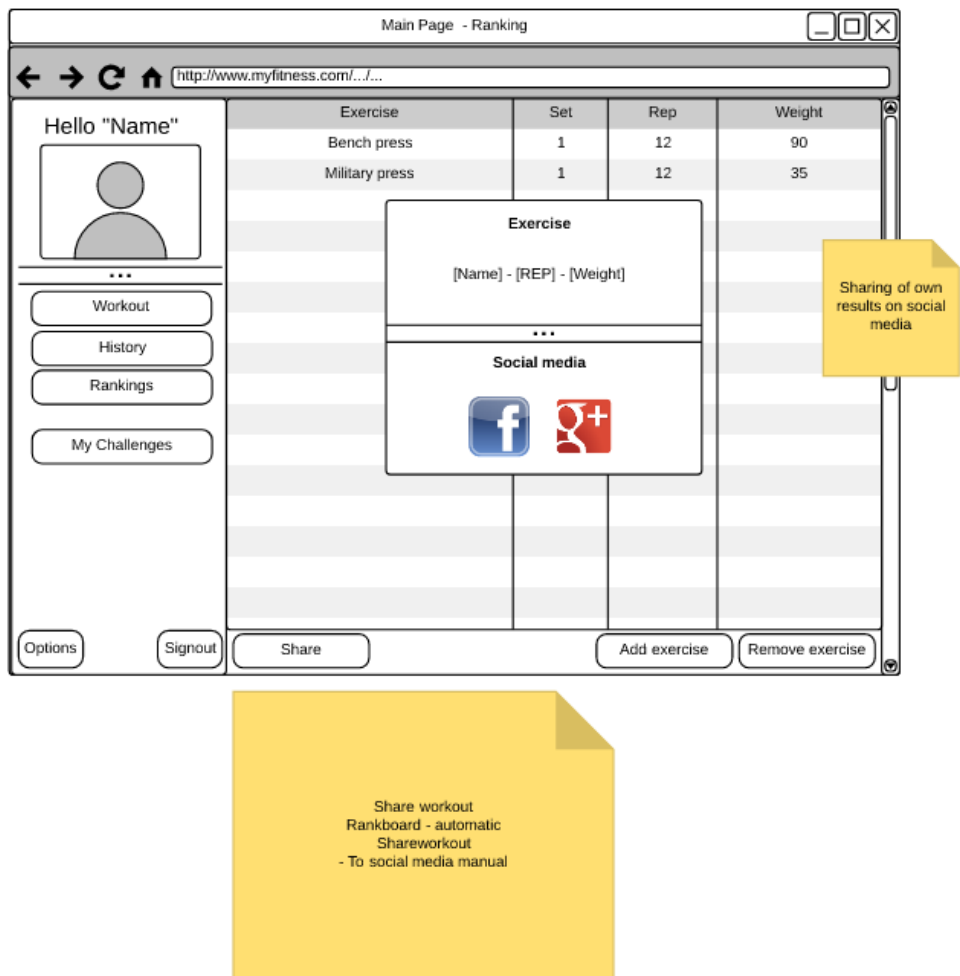 Main Page - Ranking
http://www.myfitness.com/.../...
Hello "Name"
...
Workout
History
Rankings
My Challenges
Options
Signout
Exercise Set Rep Weight
Bench press 1 12 90
Military press 1 12 35
Exercise
[Name] - [REP] - [Weight]
...
Social media
f
g+
Share
Add exercise
Remove exercise
Sharing of own
results on social
media
Share workout
Rankboard - automatic
Shareworkout
- To social media manual